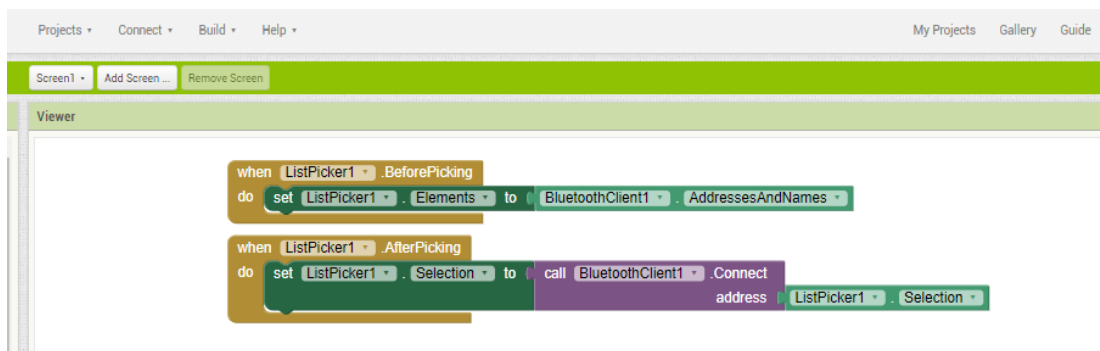 Projects Connect Build Help My Projects Gallery Guide
Screen1 Add Screen ... Remove Screen
Viewer
when ListPicker1 .BeforePicking
do set ListPicker1 . Elements to BluetoothClient1 . AddressesAndNames
when ListPicker1 .AfterPicking
do set ListPicker1 . Selection to call BluetoothClient1 .Connect
address ListPicker1 . Selection